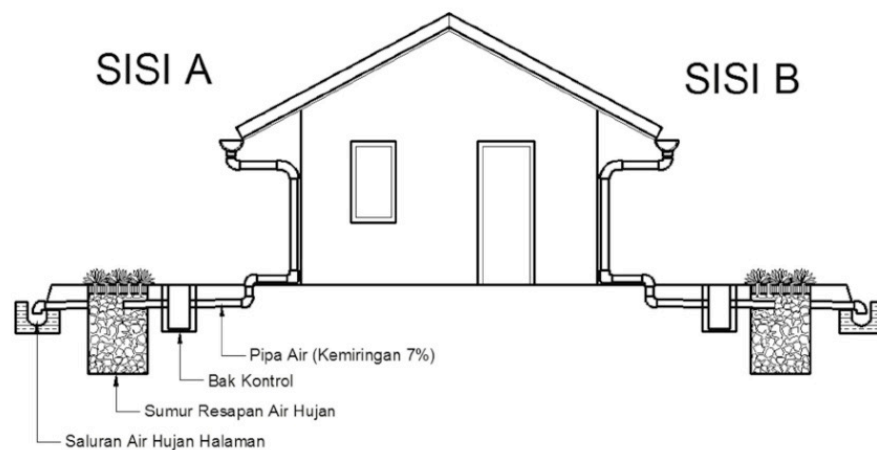 SISI A
SISI B
Pipa Air (Kemiringan 7%)
Bak Kontrol
Sumur Resapan Air Hujan
Saluran Air Hujan Halaman